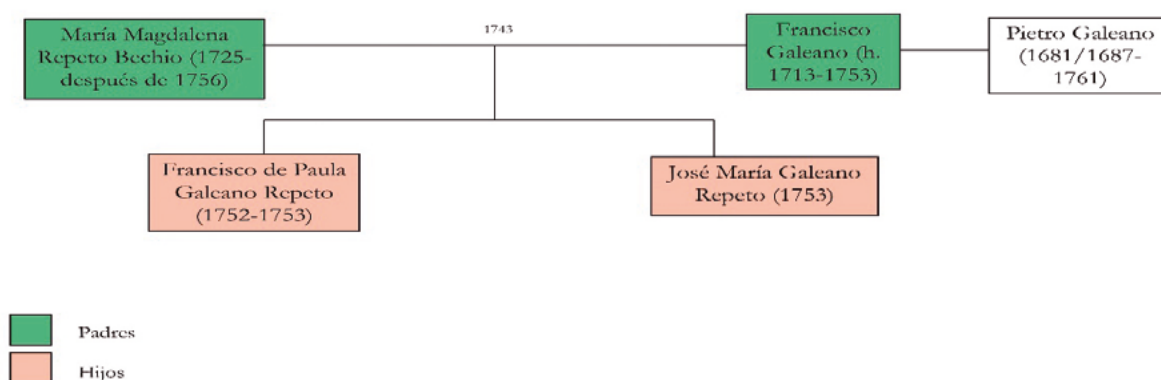 María Magdalena
Repeto Bechio (1725-
después de 1756)
1743
Francisco
Galeano (h.
1713-1753)
Pietro Galeano
(1681/1687-
1761)
Francisco de Paula
Galeano Repeto
(1752-1753)
José María Galeano
Repeto (1753)
Padres
Hijos